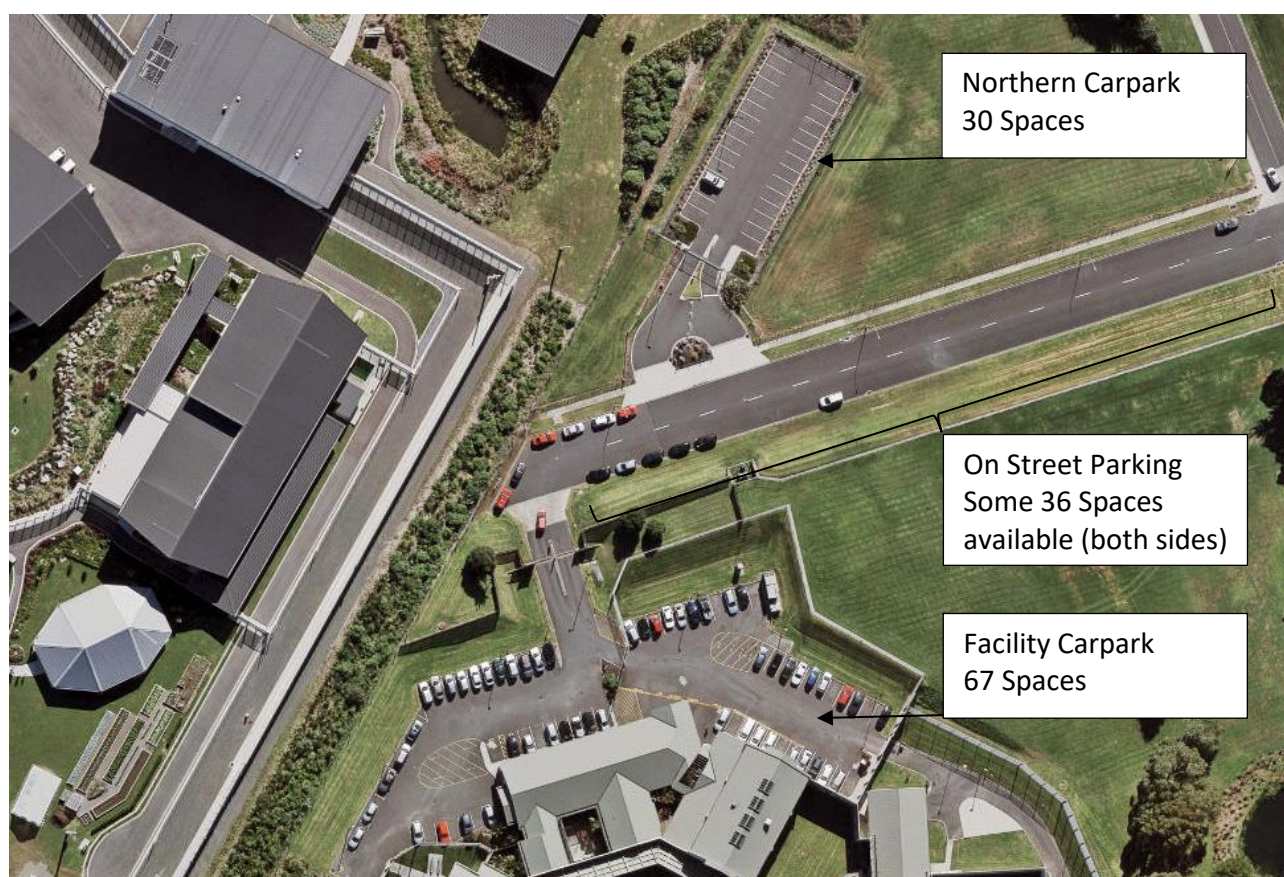 Northern Carpark
30 Spaces
On Street Parking
Some 36 Spaces
available (both sides)
Facility Carpark
67 Spaces